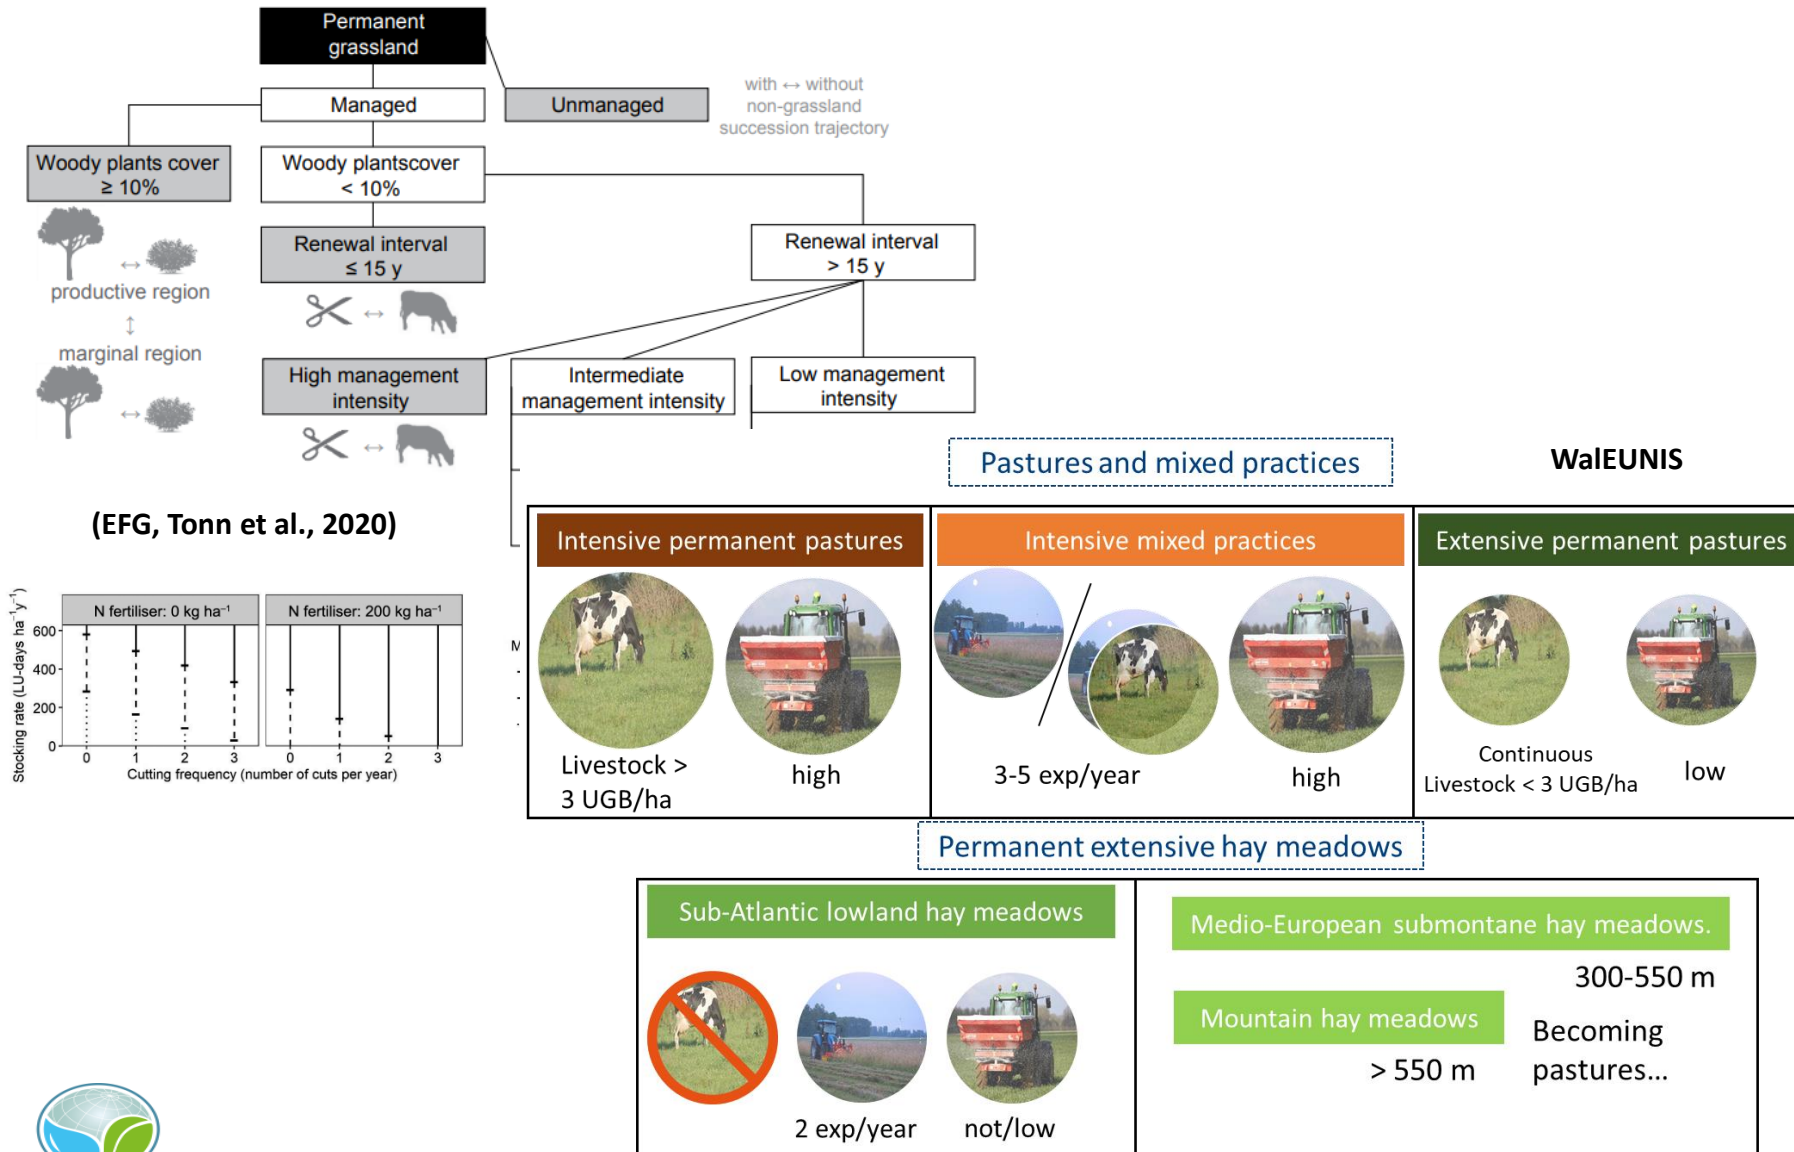 Permanent
grassland
Managed
Unmanaged
with ↔ without
non-grassland
succession trajectory
Woody plants cover
≥ 10%
Woody plantscover
< 10%
Renewal interval
≤ 15 y
Renewal interval
> 15 y
productive region
marginal region
High management
intensity
Intermediate
management intensity
Low management
intensity
(EFG, Tonn et al., 2020)
N fertiliser: 0 kg ha⁻¹
N fertiliser: 200 kg ha⁻¹
Stocking rate (LU-days ha⁻¹y⁻¹)
600
400
200
0
0 1 2 3
0 1 2 3
Cutting frequency (number of cuts per year)
M
Pastures and mixed practices
WalEUNIS
Intensive permanent pastures
Intensive mixed practices
Extensive permanent pastures
Livestock >
3 UGB/ha
high
3-5 exp/year
high
Continuous
Livestock < 3 UGB/ha
low
Permanent extensive hay meadows
Sub-Atlantic lowland hay meadows
2 exp/year
not/low
Medio-European submontane hay meadows.
300-550 m
Mountain hay meadows
> 550 m
Becoming
pastures...